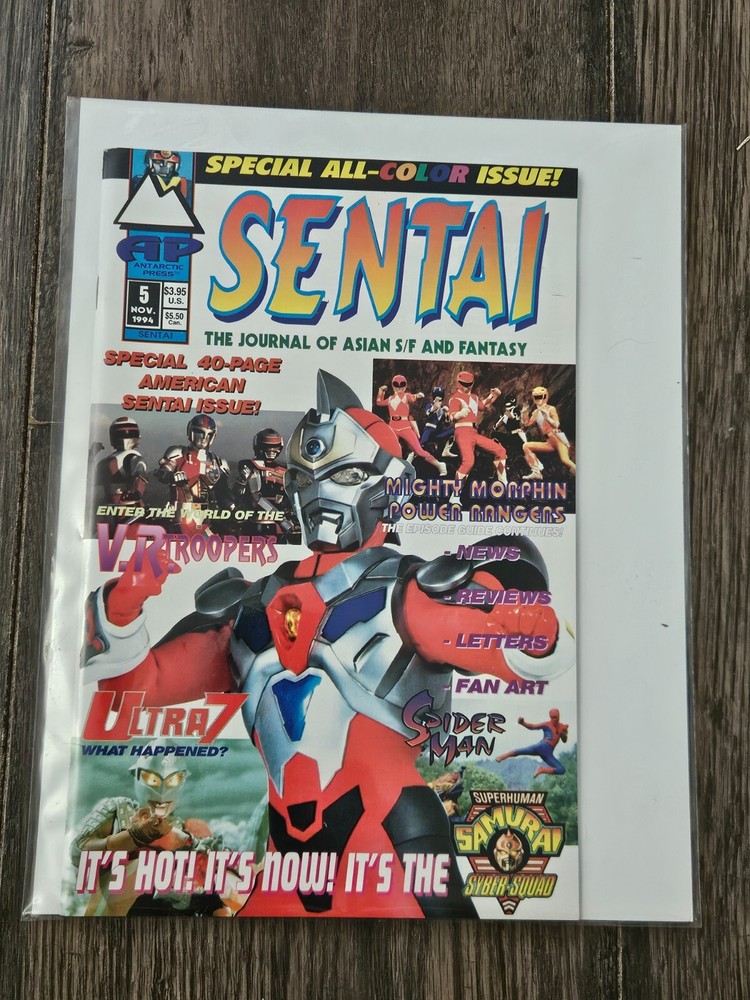 SPECIAL ALL-COLOR ISSUE!
SENTAI
AP
ANTARCTIC
PRESS™
5
NOV.
1994
$3.95
U.S.
$5.50
Can.
SENTAI
THE JOURNAL OF ASIAN S/F AND FANTASY
SPECIAL 40-PAGE
AMERICAN
SENTAI ISSUE!
ENTER THE WORLD OF THE
V.R. TROOPERS
MIGHTY MORPHIN
POWER RANGERS
THE EPISODE GUIDE CONTINUES!
- NEWS
- REVIEWS
- LETTERS
- FAN ART
ULTRA7
WHAT HAPPENED?
SPIDER
MAN
SUPERHUMAN
SAMURAI
SYBER-SQUAD
IT'S HOT! IT'S NOW! IT'S THE